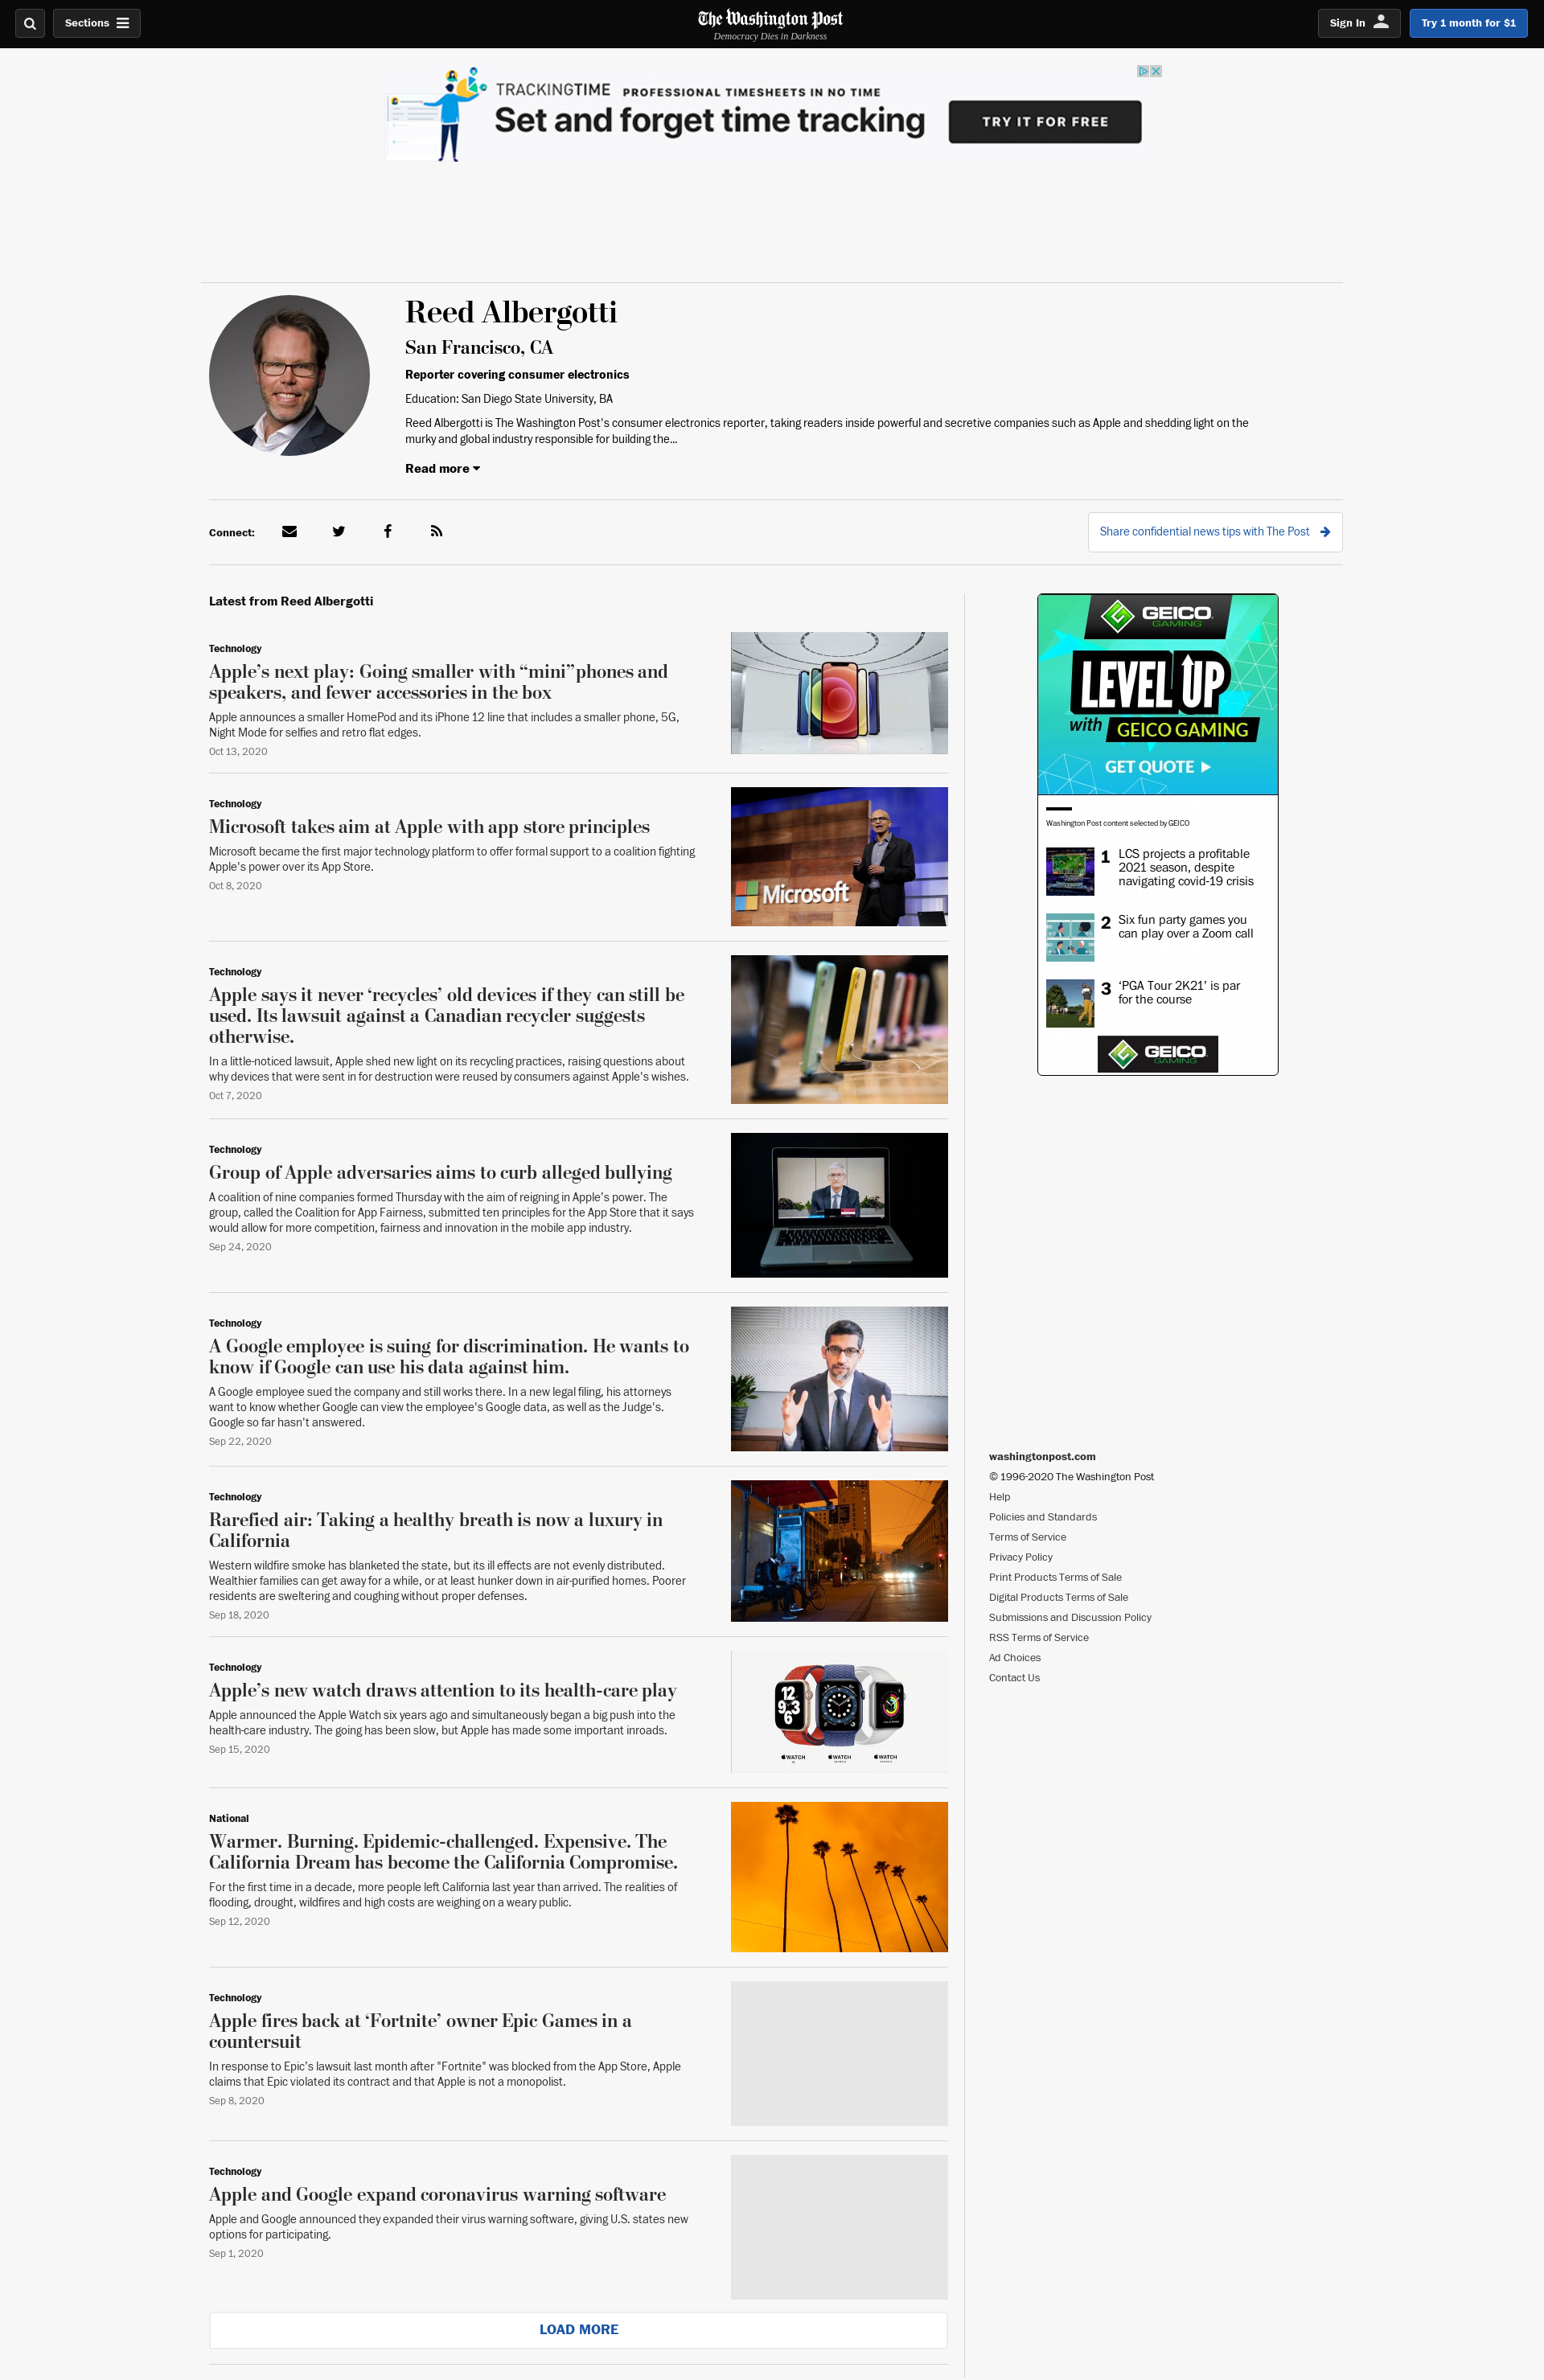 Sections
The Washington Post
Democracy Dies in Darkness
Sign In
Try 1 month for $1
TRACKINGTIME PROFESSIONAL TIMESHEETS IN NO TIME
Set and forget time tracking
TRY IT FOR FREE
Reed Albergotti
San Francisco, CA
Reporter covering consumer electronics
Education: San Diego State University, BA
Reed Albergotti is The Washington Post's consumer electronics reporter, taking readers inside powerful and secretive companies such as Apple and shedding light on the
murky and global industry responsible for building the...
Read more
Connect:
Share confidential news tips with The Post
Latest from Reed Albergotti
Technology
Apple’s next play: Going smaller with “mini” phones and
speakers, and fewer accessories in the box
Apple announces a smaller HomePod and its iPhone 12 line that includes a smaller phone, 5G,
Night Mode for selfies and retro flat edges.
Oct 13, 2020
Technology
Microsoft takes aim at Apple with app store principles
Microsoft became the first major technology platform to offer formal support to a coalition fighting
Apple's power over its App Store.
Oct 8, 2020
Microsoft
Technology
Apple says it never ‘recycles’ old devices if they can still be
used. Its lawsuit against a Canadian recycler suggests
otherwise.
In a little-noticed lawsuit, Apple shed new light on its recycling practices, raising questions about
why devices that were sent in for destruction were reused by consumers against Apple's wishes.
Oct 7, 2020
Technology
Group of Apple adversaries aims to curb alleged bullying
A coalition of nine companies formed Thursday with the aim of reigning in Apple's power. The
group, called the Coalition for App Fairness, submitted ten principles for the App Store that it says
would allow for more competition, fairness and innovation in the mobile app industry.
Sep 24, 2020
Technology
A Google employee is suing for discrimination. He wants to
know if Google can use his data against him.
A Google employee sued the company and still works there. In a new legal filing, his attorneys
want to know whether Google can view the employee's Google data, as well as the Judge's.
Google so far hasn't answered.
Sep 22, 2020
Technology
Rarefied air: Taking a healthy breath is now a luxury in
California
Western wildfire smoke has blanketed the state, but its ill effects are not evenly distributed.
Wealthier families can get away for a while, or at least hunker down in air-purified homes. Poorer
residents are sweltering and coughing without proper defenses.
Sep 18, 2020
Technology
Apple’s new watch draws attention to its health-care play
Apple announced the Apple Watch six years ago and simultaneously began a big push into the
health-care industry. The going has been slow, but Apple has made some important inroads.
Sep 15, 2020
WATCH
WATCH
WATCH
National
Warmer. Burning. Epidemic-challenged. Expensive. The
California Dream has become the California Compromise.
For the first time in a decade, more people left California last year than arrived. The realities of
flooding, drought, wildfires and high costs are weighing on a weary public.
Sep 12, 2020
Technology
Apple fires back at ‘Fortnite’ owner Epic Games in a
countersuit
In response to Epic's lawsuit last month after "Fortnite" was blocked from the App Store, Apple
claims that Epic violated its contract and that Apple is not a monopolist.
Sep 8, 2020
Technology
Apple and Google expand coronavirus warning software
Apple and Google announced they expanded their virus warning software, giving U.S. states new
options for participating.
Sep 1, 2020
LOAD MORE
GEICO
GAMING
LEVEL UP
with GEICO GAMING
GET QUOTE
Washington Post content selected by GEICO
1 LCS projects a profitable
2021 season, despite
navigating covid-19 crisis
2 Six fun party games you
can play over a Zoom call
3 ‘PGA Tour 2K21’ is par
for the course
GEICO
GAMING
washingtonpost.com
© 1996-2020 The Washington Post
Help
Policies and Standards
Terms of Service
Privacy Policy
Print Products Terms of Sale
Digital Products Terms of Sale
Submissions and Discussion Policy
RSS Terms of Service
Ad Choices
Contact Us